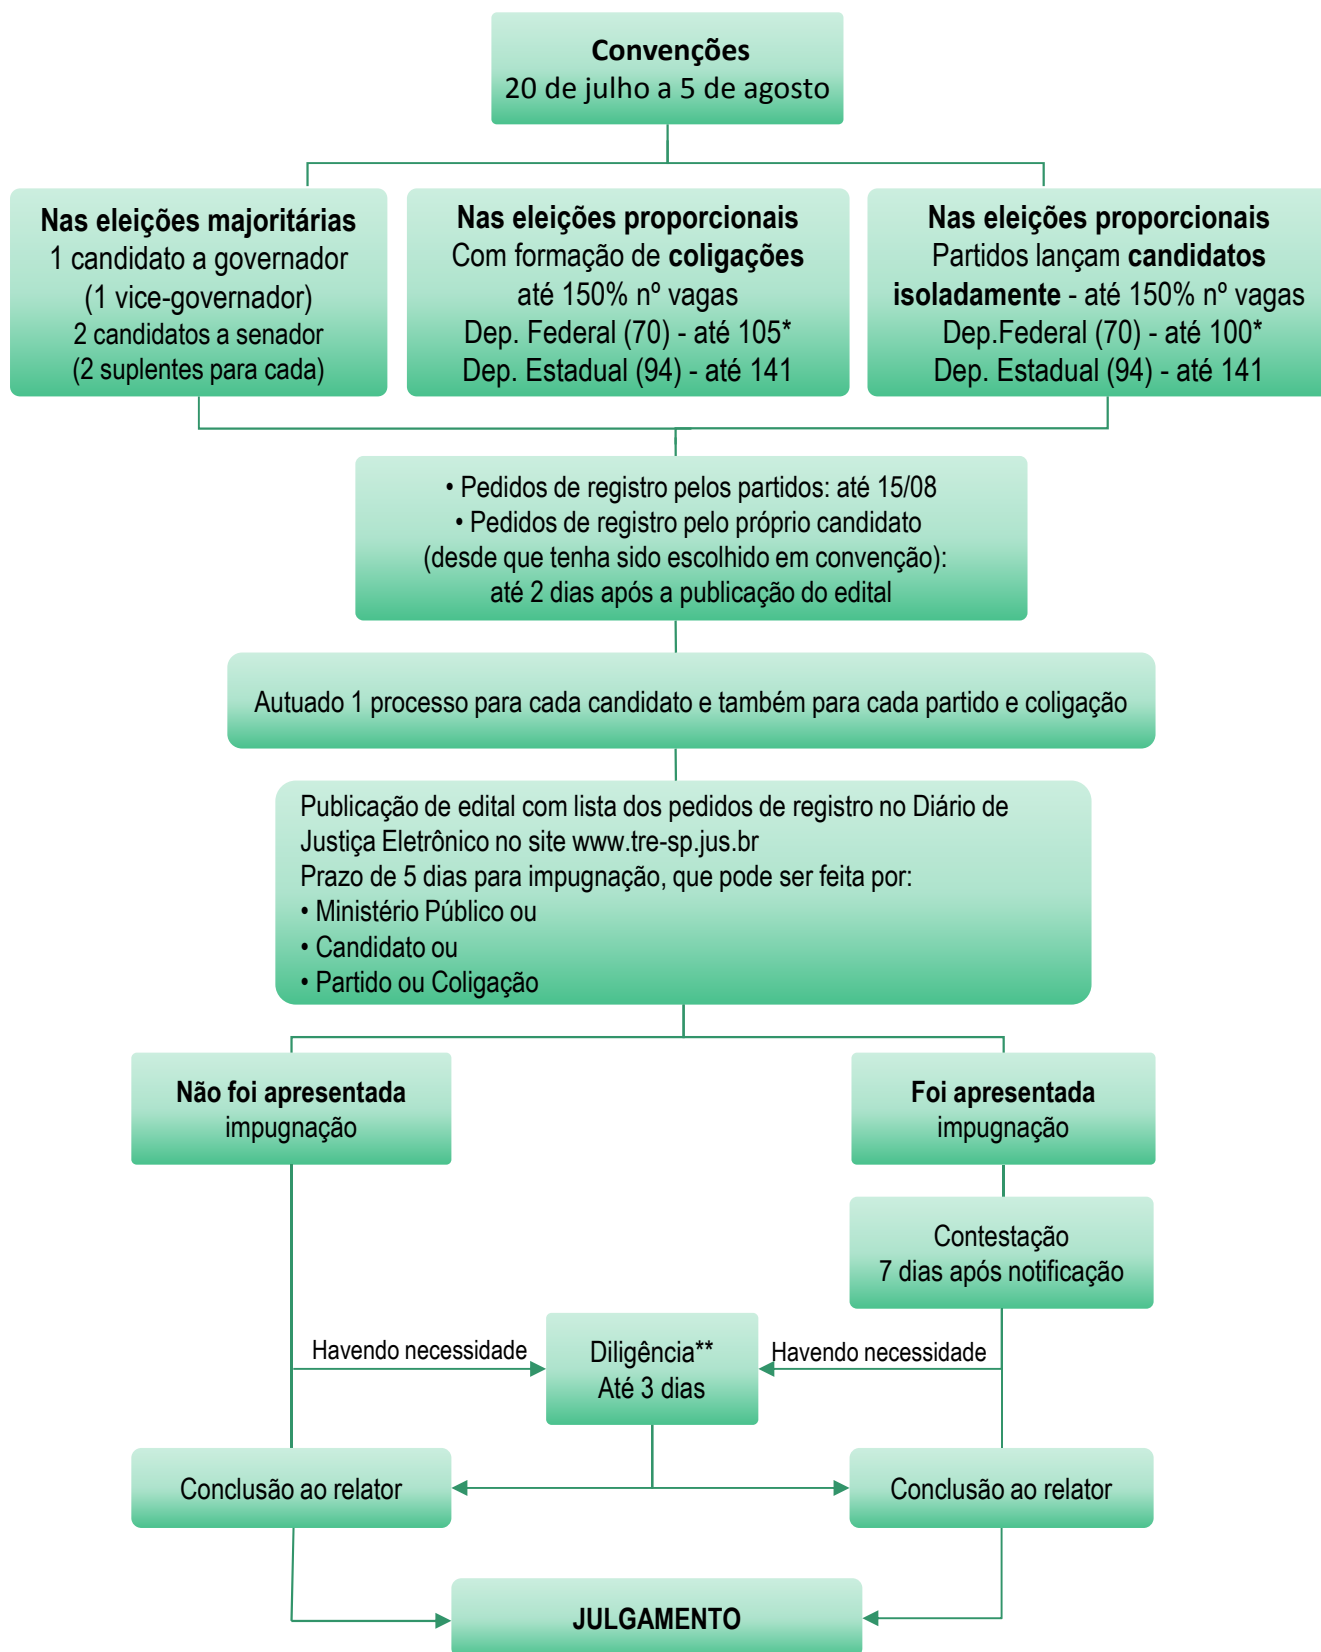 Convenções
20 de julho a 5 de agosto
Nas eleições majoritárias
1 candidato a governador
(1 vice-governador)
2 candidatos a senador
(2 suplentes para cada)
Nas eleições proporcionais
Com formação de coligações
até 150% nº vagas
Dep. Federal (70) - até 105*
Dep. Estadual (94) - até 141
Nas eleições proporcionais
Partidos lançam candidatos
isoladamente - até 150% nº vagas
Dep.Federal (70) - até 100*
Dep. Estadual (94) - até 141
• Pedidos de registro pelos partidos: até 15/08
• Pedidos de registro pelo próprio candidato
(desde que tenha sido escolhido em convenção):
até 2 dias após a publicação do edital
Autuado 1 processo para cada candidato e também para cada partido e coligação
Publicação de edital com lista dos pedidos de registro no Diário de
Justiça Eletrônico no site www.tre-sp.jus.br
Prazo de 5 dias para impugnação, que pode ser feita por:
• Ministério Público ou
• Candidato ou
• Partido ou Coligação
Não foi apresentada
impugnação
Foi apresentada
impugnação
Contestação
7 dias após notificação
Havendo necessidade
Diligência**
Até 3 dias
Havendo necessidade
Conclusão ao relator
Conclusão ao relator
JULGAMENTO